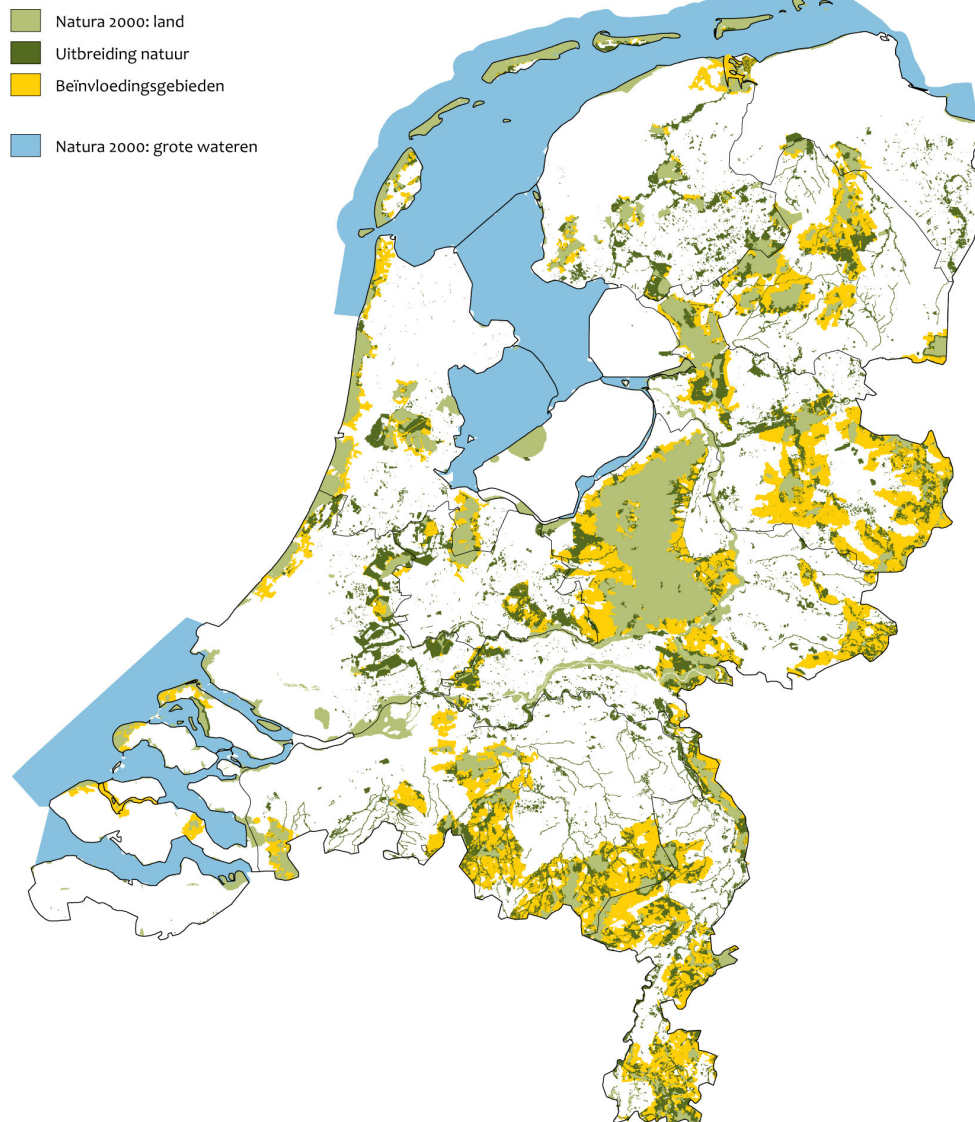 Natura 2000: land
Uitbreiding natuur
Beïnvloedingsgebieden
Natura 2000: grote wateren